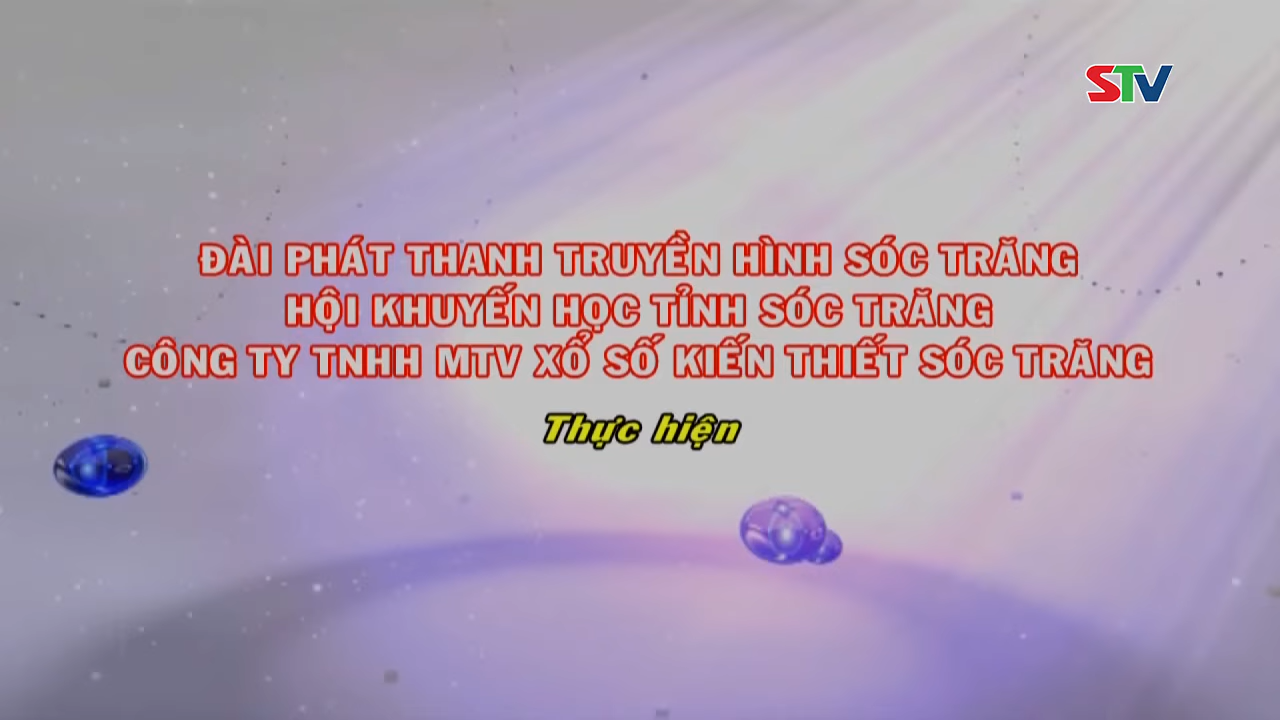 STV
ĐÀI PHÁT THANH TRUYỀN HÌNH SÓC TRĂNG
HỘI KHUYẾN HỌC TỈNH SÓC TRĂNG
CÔNG TY TNHH MTV XỔ SỐ KIẾN THIẾT SÓC TRĂNG
Thực hiện